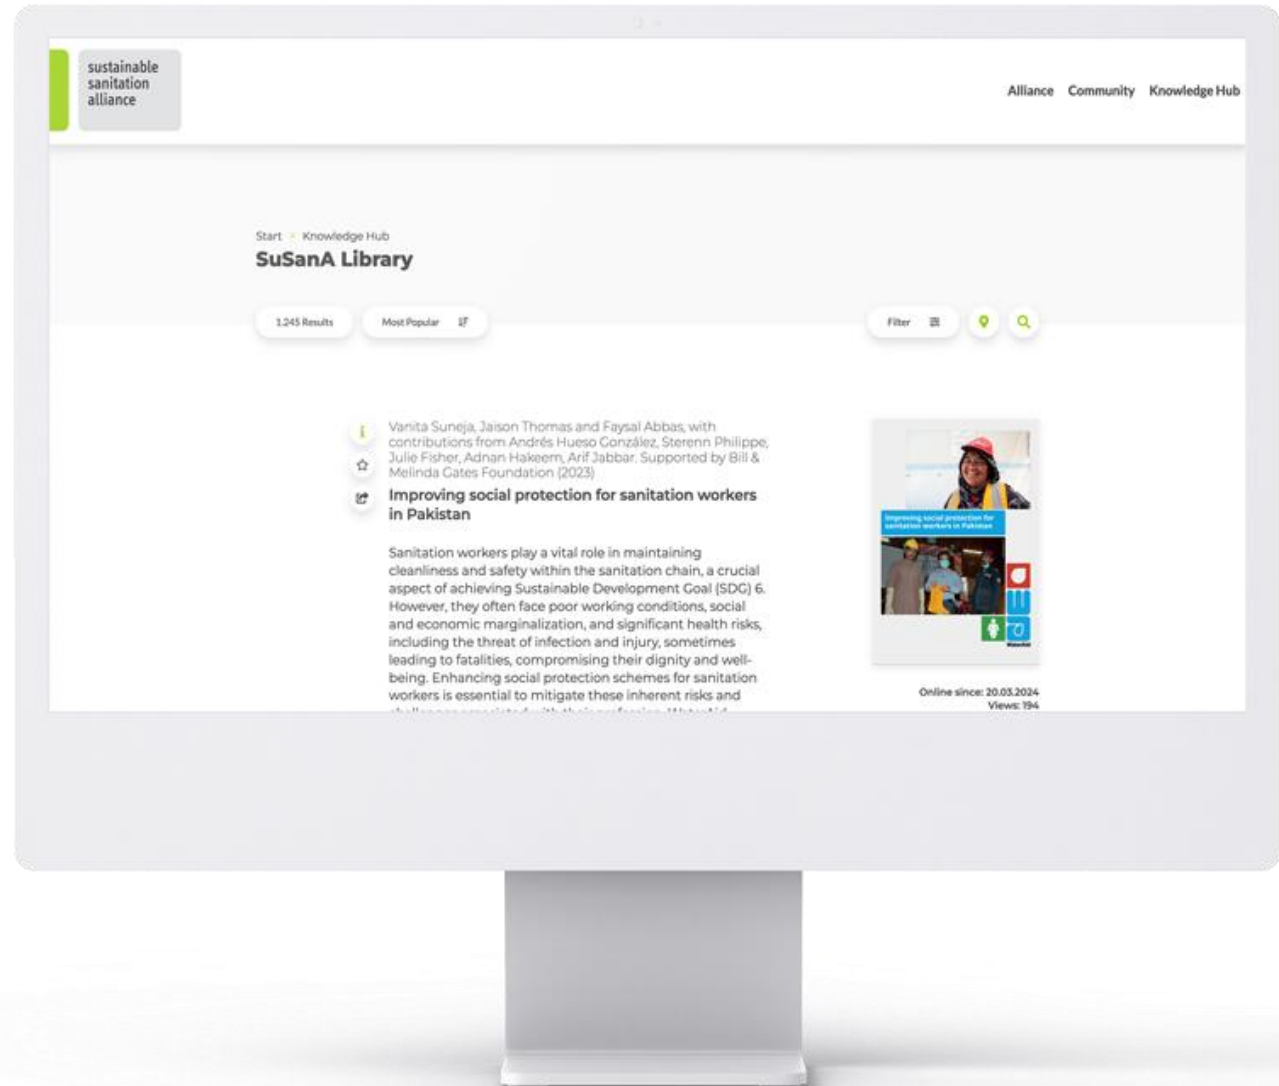 sustainable
sanitation
alliance
Alliance Community Knowledge Hub
Start Knowledge Hub
SuSanA Library
1.245 Results
Most Popular
Filter
Vanita Suneja, Jaison Thomas and Faysal Abbas, with
contributions from Andrés Hueso González, Sterenn Philippe,
Julie Fisher, Adnan Hakeem, Arif Jabbar. Supported by Bill &
Melinda Gates Foundation (2023)
Improving social protection for sanitation workers
in Pakistan
Sanitation workers play a vital role in maintaining
cleanliness and safety within the sanitation chain, a crucial
aspect of achieving Sustainable Development Goal (SDG) 6.
However, they often face poor working conditions, social
and economic marginalization, and significant health risks,
including the threat of infection and injury, sometimes
leading to fatalities, compromising their dignity and well-
being. Enhancing social protection schemes for sanitation
workers is essential to mitigate these inherent risks and
Improving social protection for
sanitation workers in Pakistan
WaterAid
Online since: 20.03.2024
Views: 194